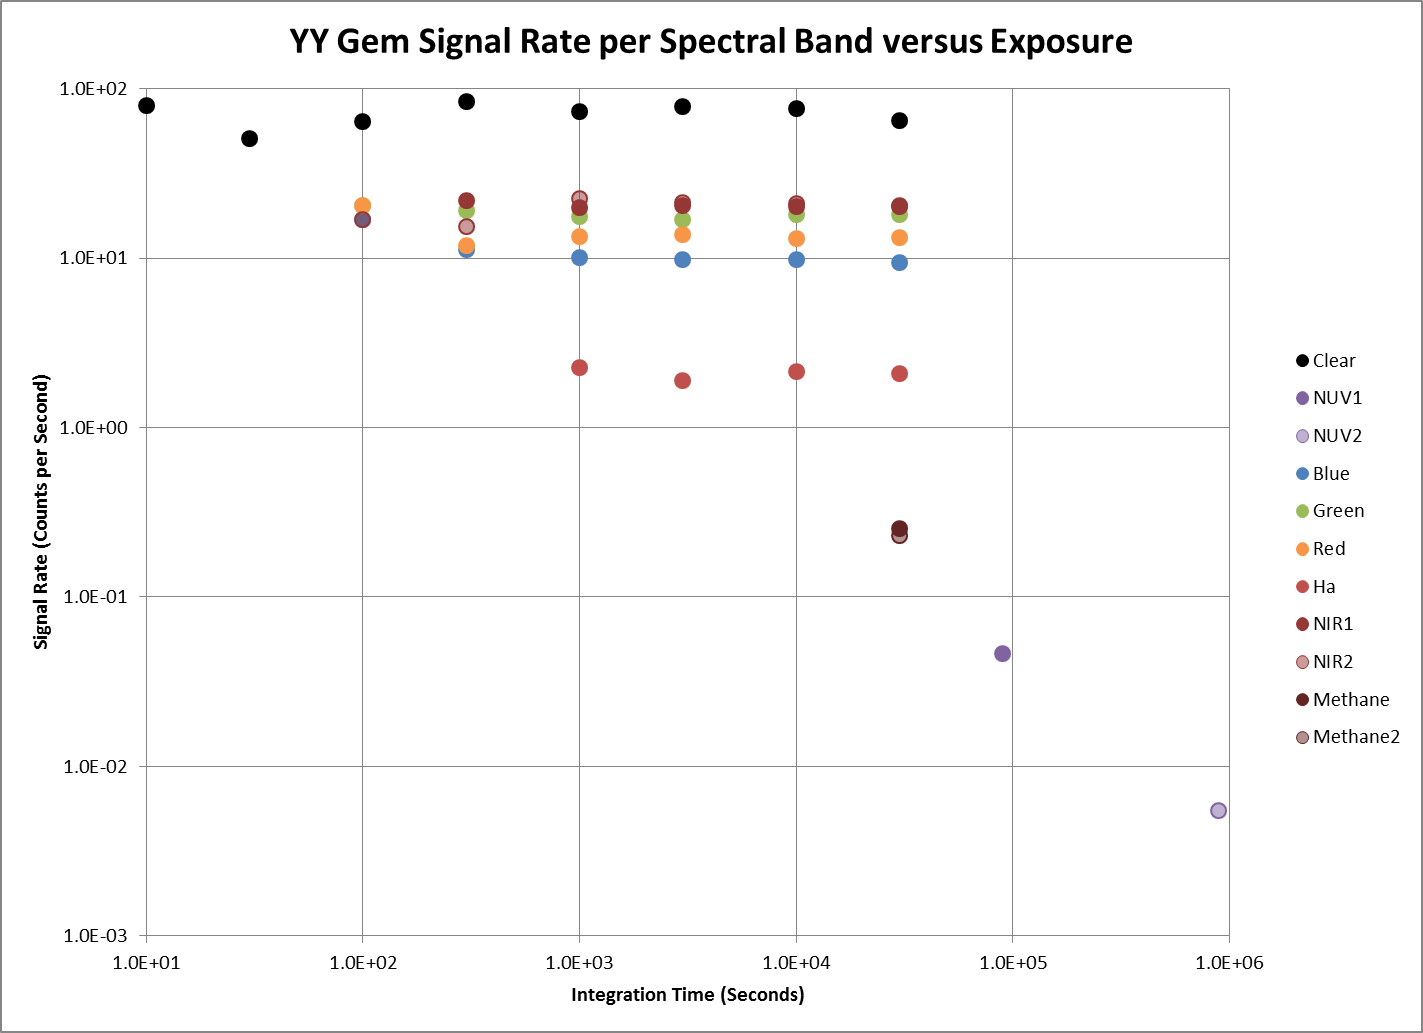 YY Gem Signal Rate per Spectral Band versus Exposure
1.0E+02
1.0E+01
1.0E+00
1.0E-01
1.0E-02
1.0E-03
Signal Rate (Counts per Second)
1.0E+01 1.0E+02 1.0E+03 1.0E+04 1.0E+05 1.0E+06
Integration Time (Seconds)
Clear
NUV1
NUV2
Blue
Green
Red
Ha
NIR1
NIR2
Methane
Methane2